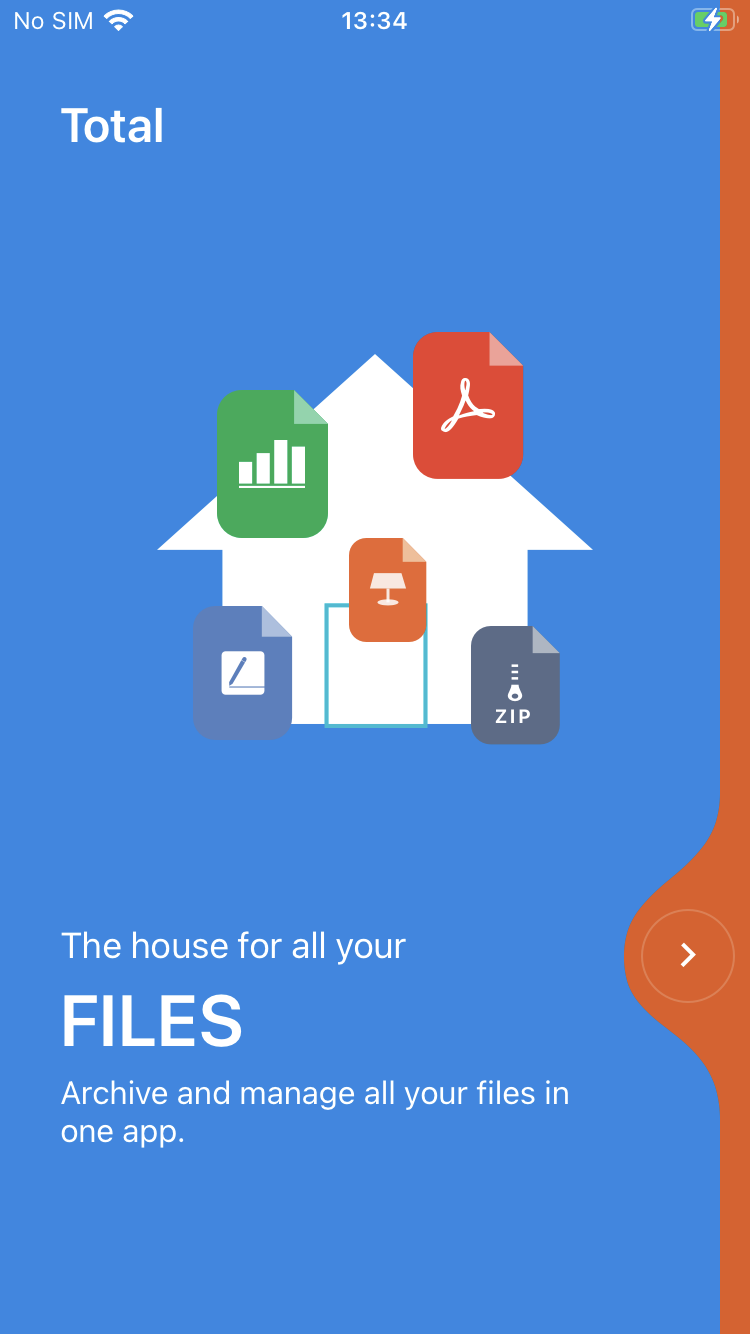 No SIM 13:34
Total
ZIP
The house for all your
FILES
Archive and manage all your files in
one app.